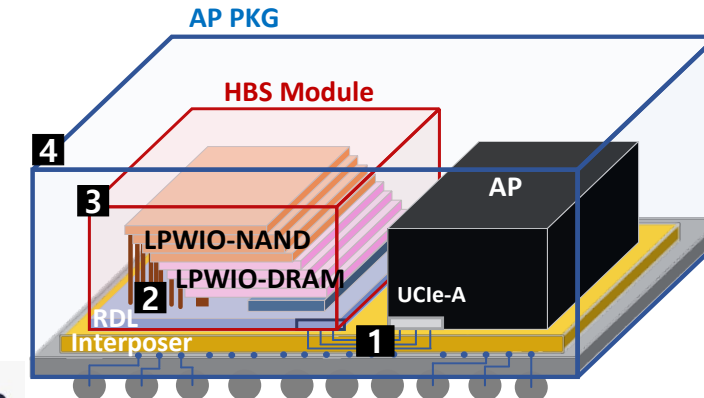 AP PKG
HBS Module
4
3
AP
LPWIO-NAND
LPWIO-DRAM
2
UCIe-A
RDL
Interposer
1